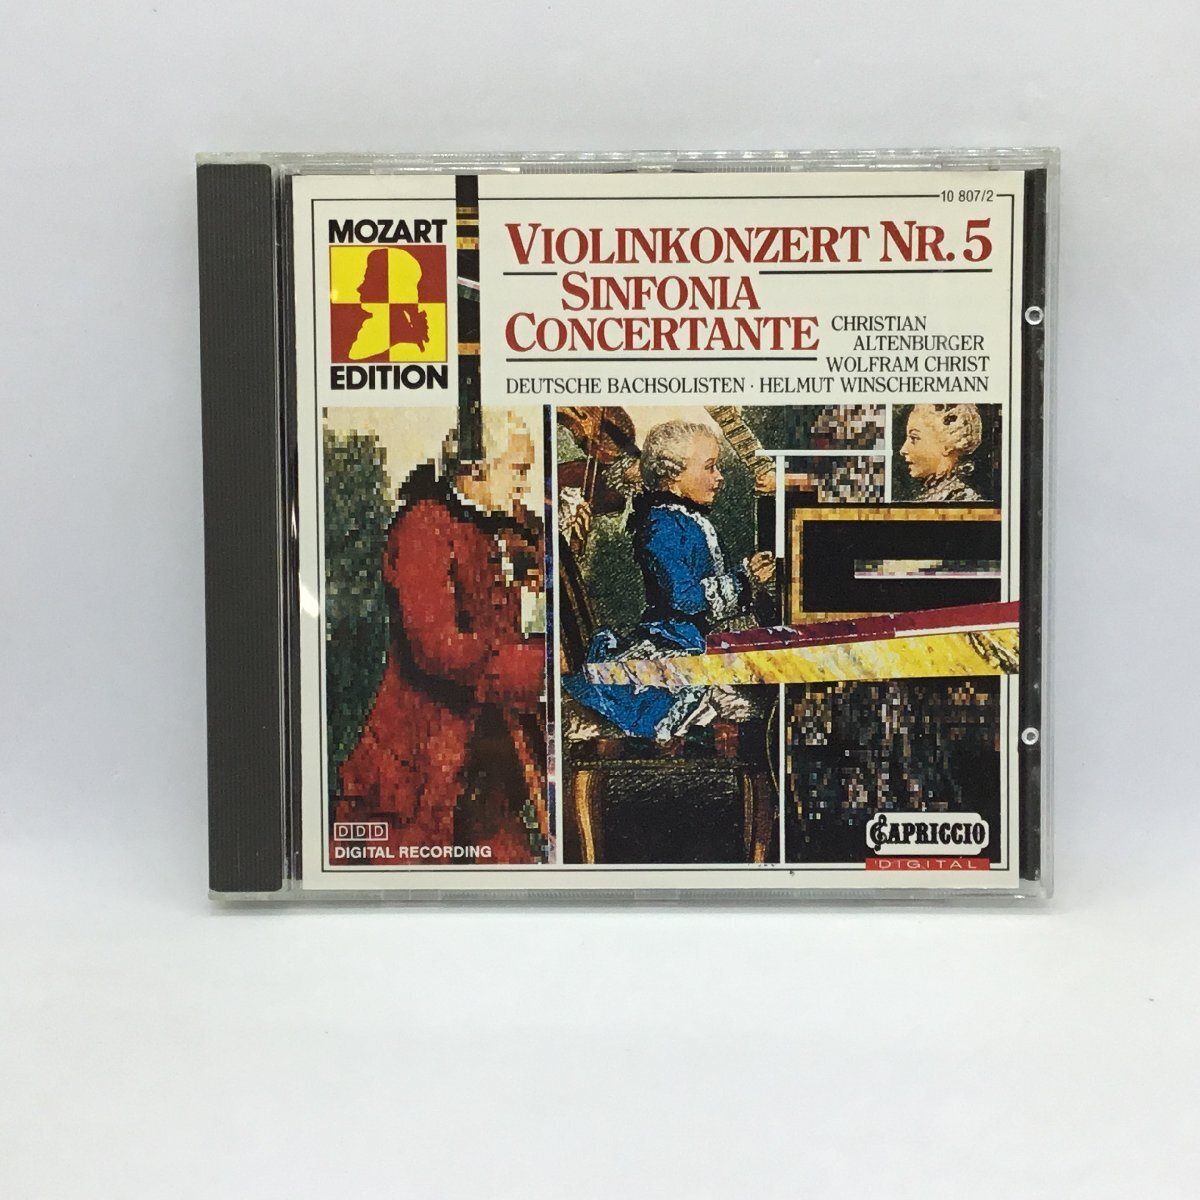 10 807/2
MOZART
EDITION
VIOLINKONZERT NR. 5
SINFONIA
CONCERTANTE
CHRISTIAN
ALTENBURGER
WOLFRAM CHRIST
DEUTSCHE BACHSOLISTEN · HELMUT WINSCHERMANN
DDD
DIGITAL RECORDING
CAPRICCIO
DIGITAL